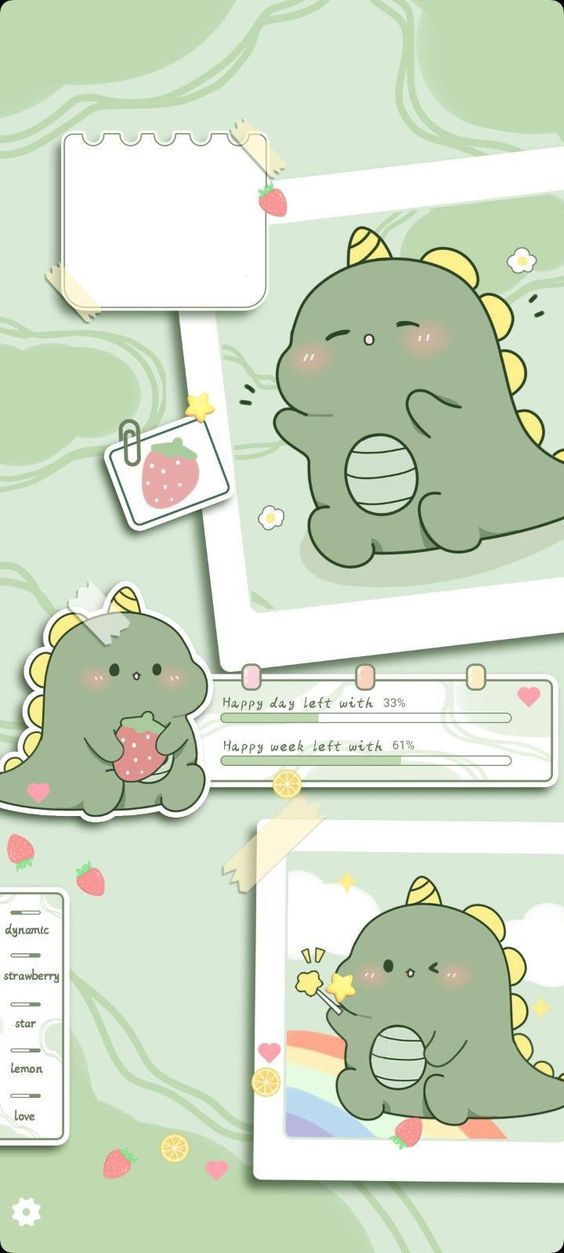 Happy day left with 33%
Happy week left with 61%
dynamic
strawberry
star
lemon
love